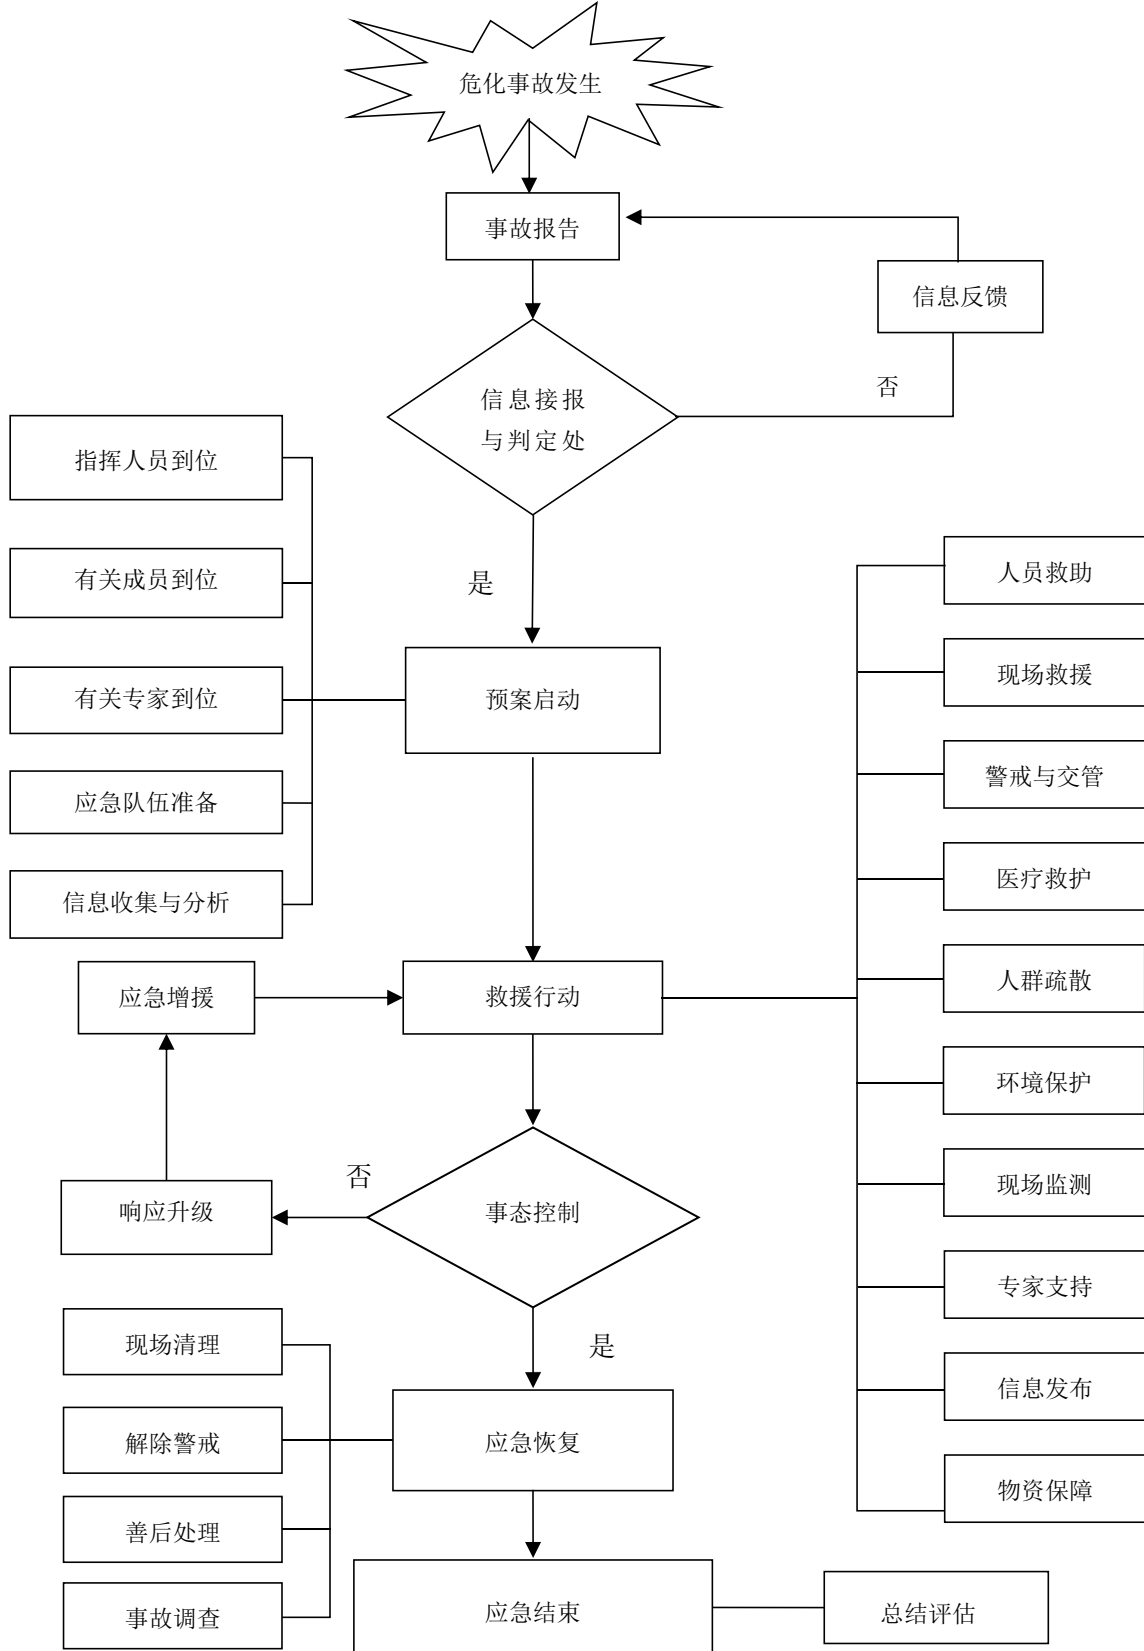 危化事故发生
事故报告
信息反馈
否
信息接报
与判定处
指挥人员到位
有关成员到位
是
人员救助
现场救援
有关专家到位
预案启动
警戒与交管
应急队伍准备
医疗救护
信息收集与分析
人群疏散
应急增援
救援行动
环境保护
否
现场监测
响应升级
事态控制
专家支持
现场清理
是
信息发布
解除警戒
应急恢复
物资保障
善后处理
事故调查
应急结束
总结评估